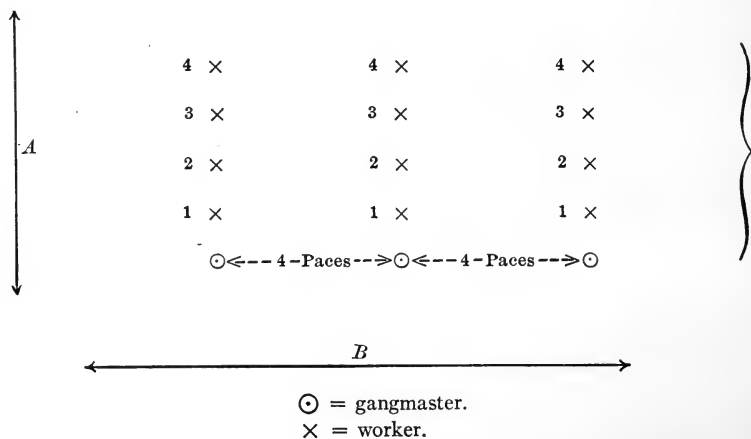 4 × 4 × 4 ×
3 × 3 × 3 ×
A
2 × 2 × 2 ×
1 × 1 × 1 ×
⊙<---4-Paces--->⊙<---4-Paces--->⊙
B
⊙ = gangmaster.
× = worker.